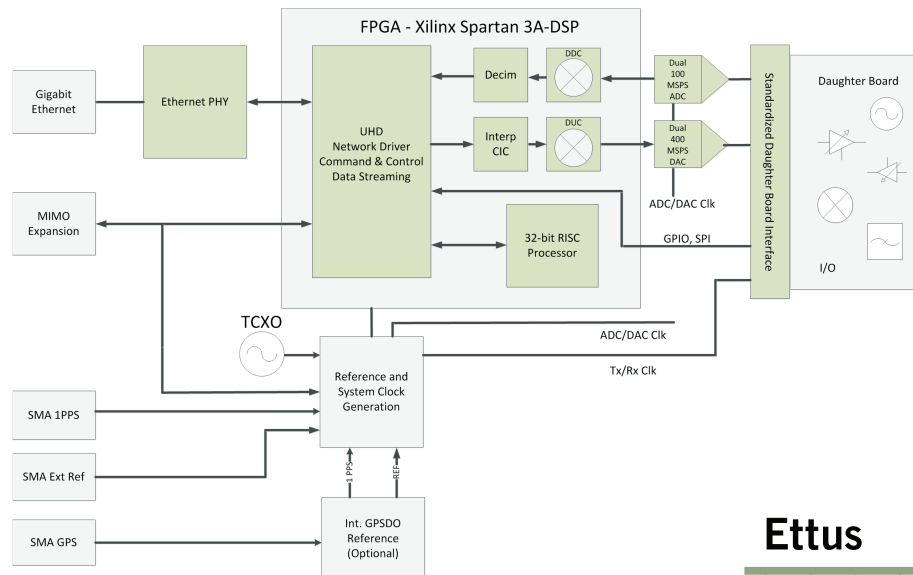 FPGA - Xilinx Spartan 3A-DSP
Gigabit
Ethernet
Ethernet PHY
UHD
Network Driver
Command & Control
Data Streaming
Decim
DDC
Dual
100
MSPS
ADC
Interp
CIC
DUC
Dual
400
MSPS
DAC
ADC/DAC Clk
Standardized Daughter Board Interface
Daughter Board
I/O
MIMO
Expansion
GPIO, SPI
32-bit RISC
Processor
TCXO
ADC/DAC Clk
Tx/Rx Clk
Reference and
System Clock
Generation
SMA 1PPS
SMA Ext Ref
1 PPS
REF
SMA GPS
Int. GPSDO
Reference
(Optional)
Ettus